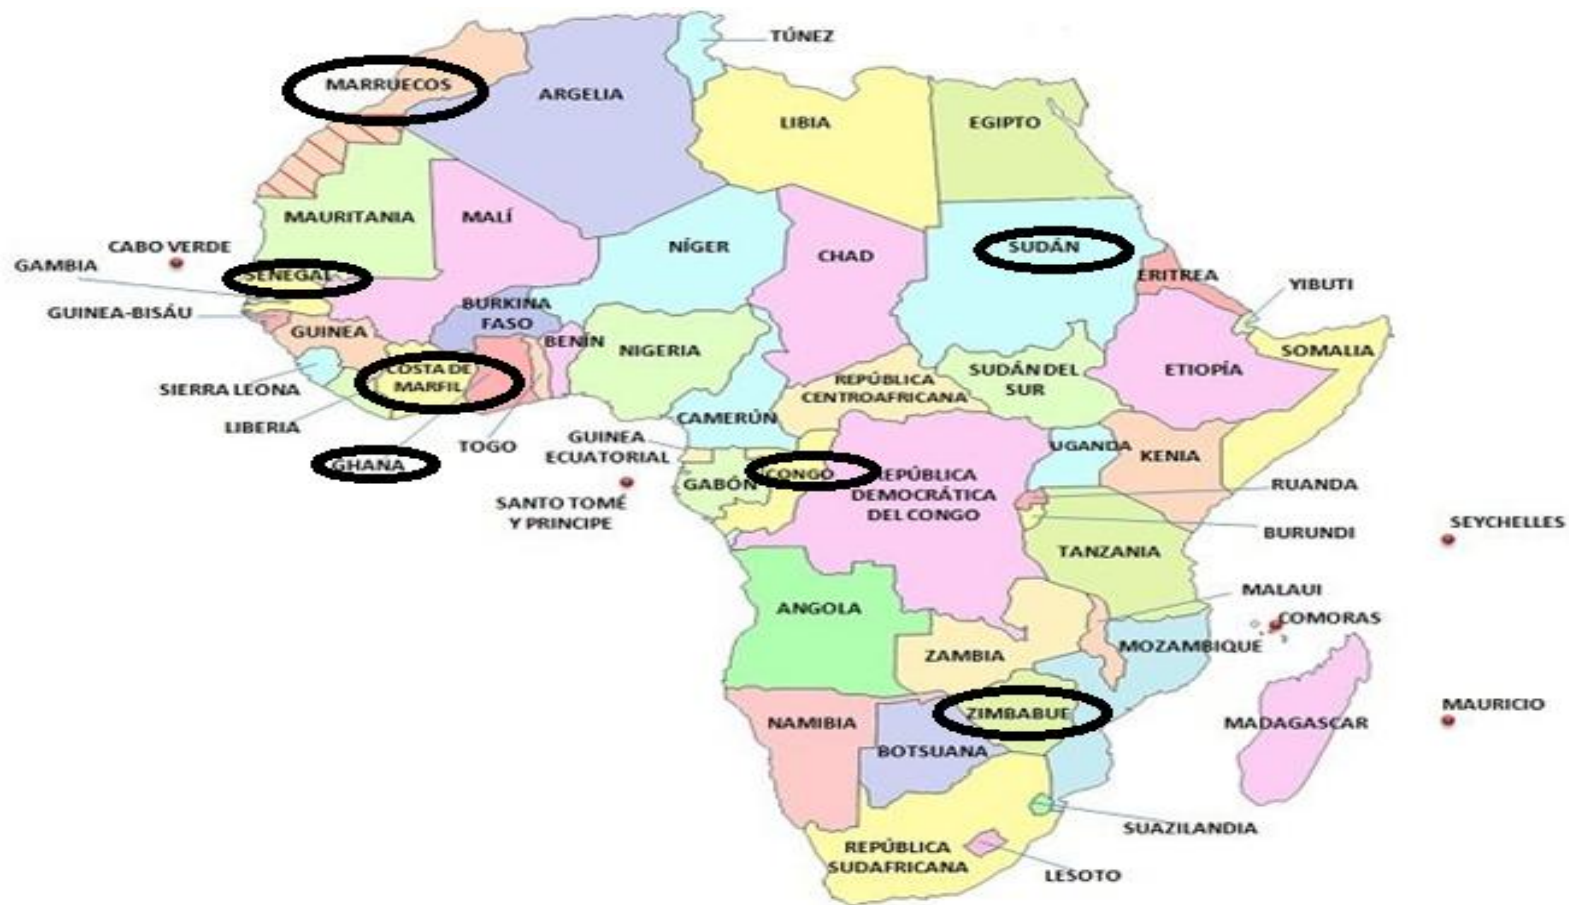 TÚNEZ
MARRUECOS
ARGELIA
LIBIA
EGIPTO
MAURITANIA
MALÍ
NÍGER
CHAD
SUDÁN
CABO VERDE
GAMBIA
SENEGAL
ERITREA
YIBUTI
GUINEA-BISÁU
GUINEA
BURKINA
FASO
BENÍN
NIGERIA
SOMALIA
SIERRA LEONA
COSTA DE
MARFIL
REPÚBLICA
CENTROAFRICANA
SUDÁN DEL
SUR
ETIOPÍA
LIBERIA
GHANA
TOGO
CAMERÚN
GUINEA
ECUATORIAL
UGANDA
KENIA
GABÓN
CONGO
REPÚBLICA
DEMOCRÁTICA
DEL CONGO
RUANDA
SANTO TOMÉ
Y PRINCIPE
BURUNDI
SEYCHELLES
TANZANIA
MALAUI
ANGOLA
COMORAS
ZAMBIA
MOZAMBIQUE
MAURICIO
NAMIBIA
ZIMBABUE
MADAGASCAR
BOTSUANA
SUAZILANDIA
REPÚBLICA
SUDAFRICANA
LESOTO